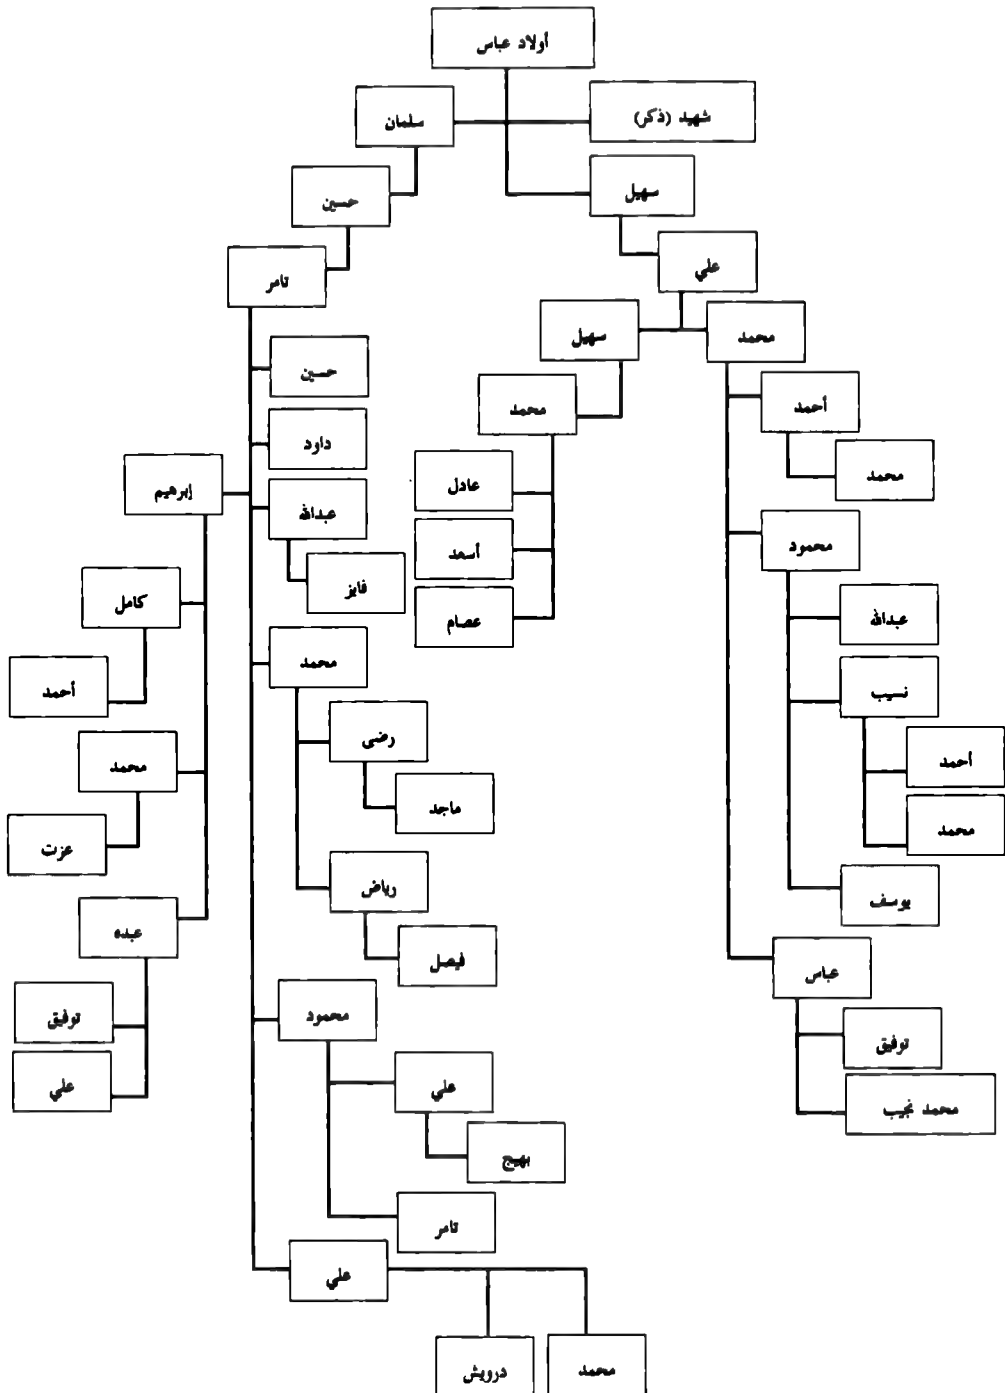 أولاد عباس
شهيد (ذكر)
سلمان
سهيل
حسين
علي
تامر
محمد
سهيل
حسين
محمد
أحمد
داود
محمد
عادل
إبرهيم
عبدالله
محمود
أسعد
فايز
كامل
عصام
عبدالله
محمد
أحمد
نسيب
رضى
أحمد
محمد
ماجد
محمد
عزت
رياض
يوسف
عبده
فيصل
عباس
توفيق
محمود
توفيق
علي
علي
محمد نجيب
بهيج
تامر
علي
محمد
درويش